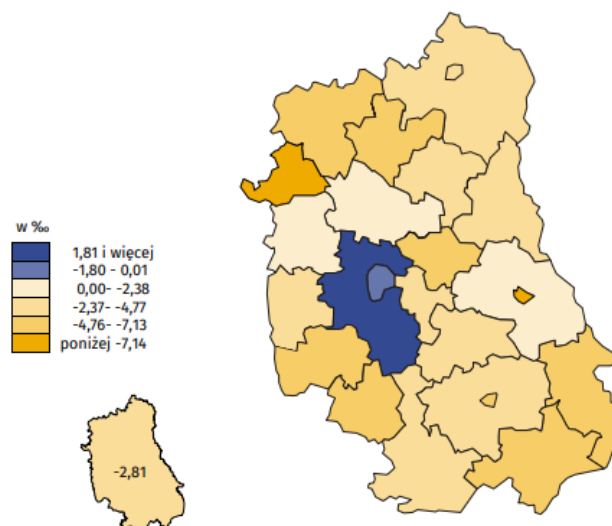 w ‰
1,81 i więcej
-1,80 - 0,01
0,00- -2,38
-2,37- -4,77
-4,76- -7,13
poniżej -7,14
-2,81